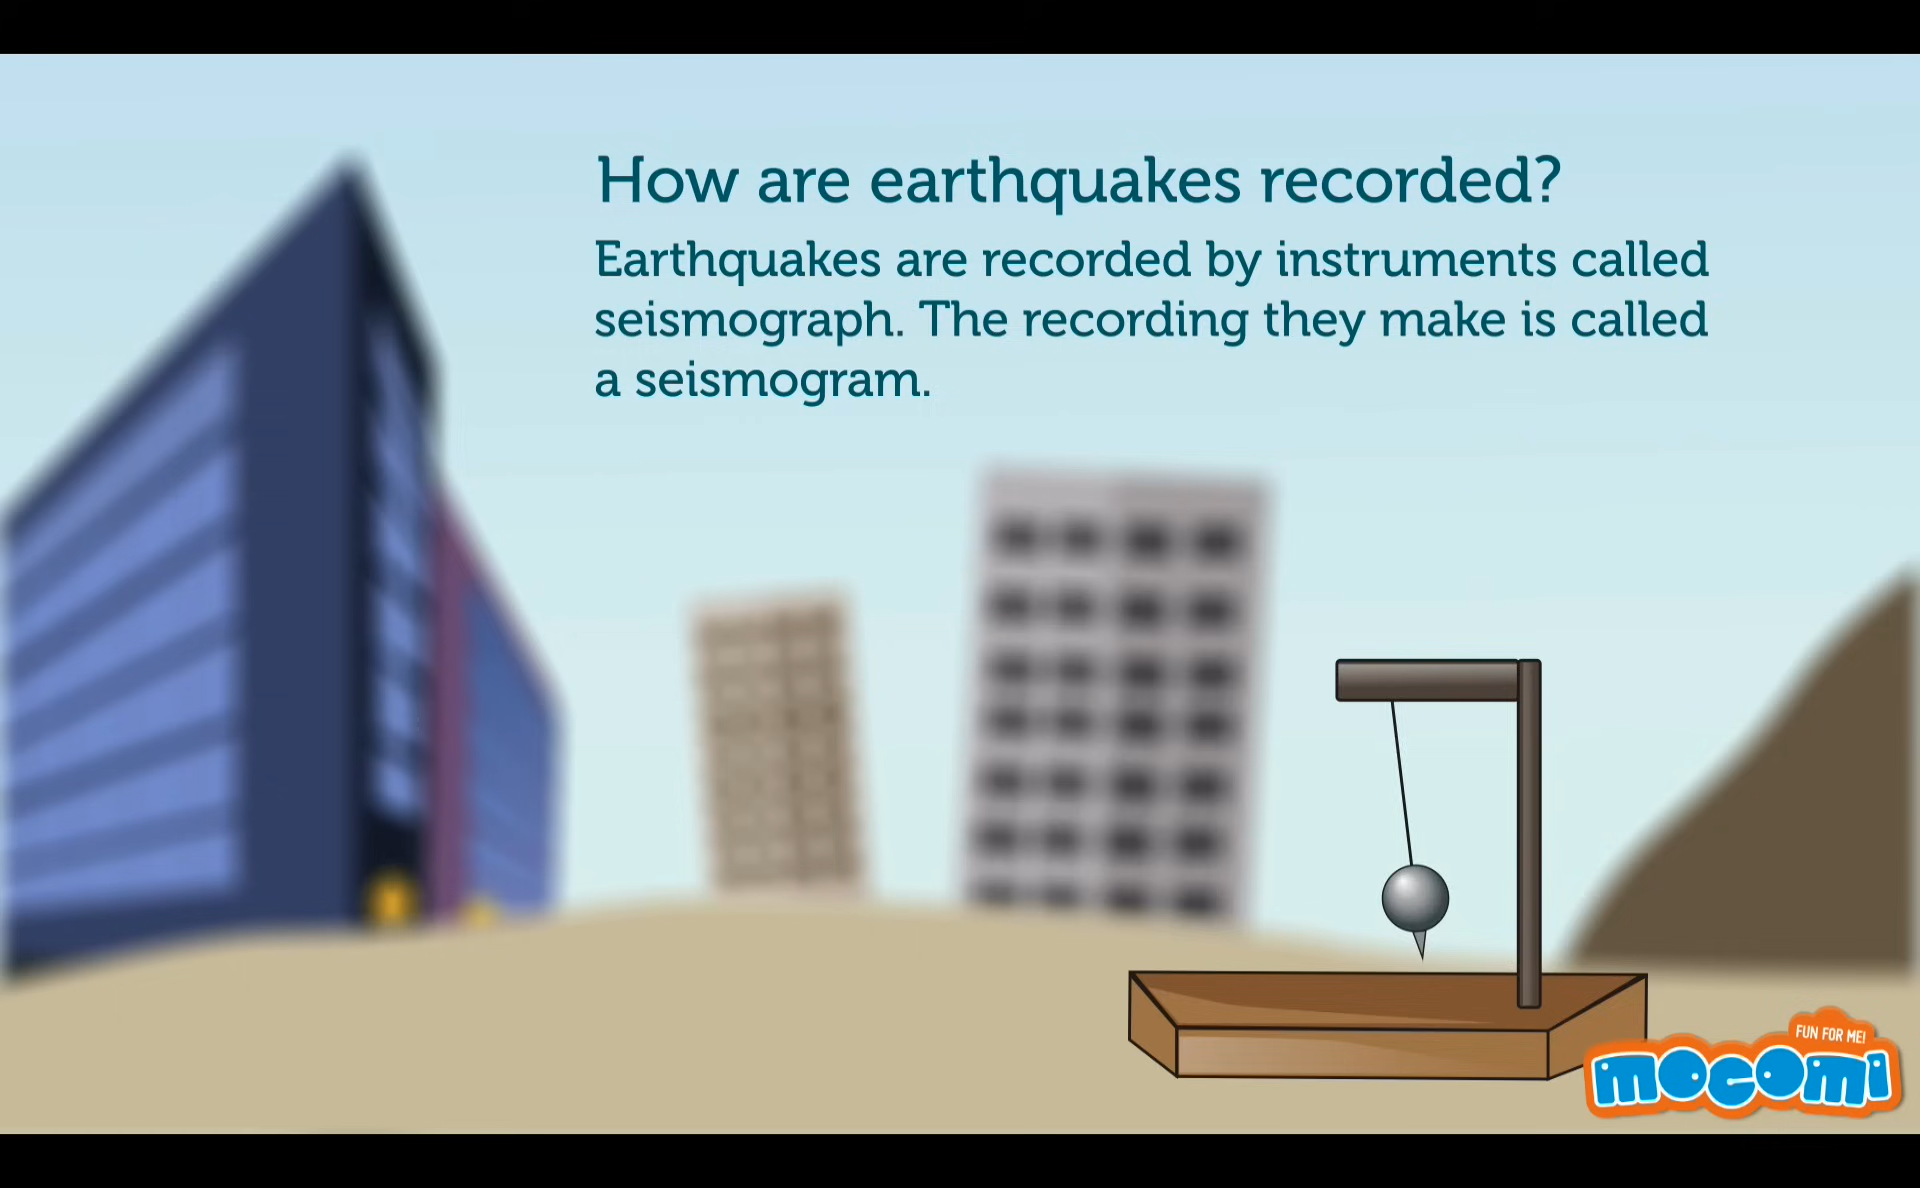 How are earthquakes recorded?
Earthquakes are recorded by instruments called
seismograph. The recording they make is called
a seismogram.
FUN FOR ME!
mocomi